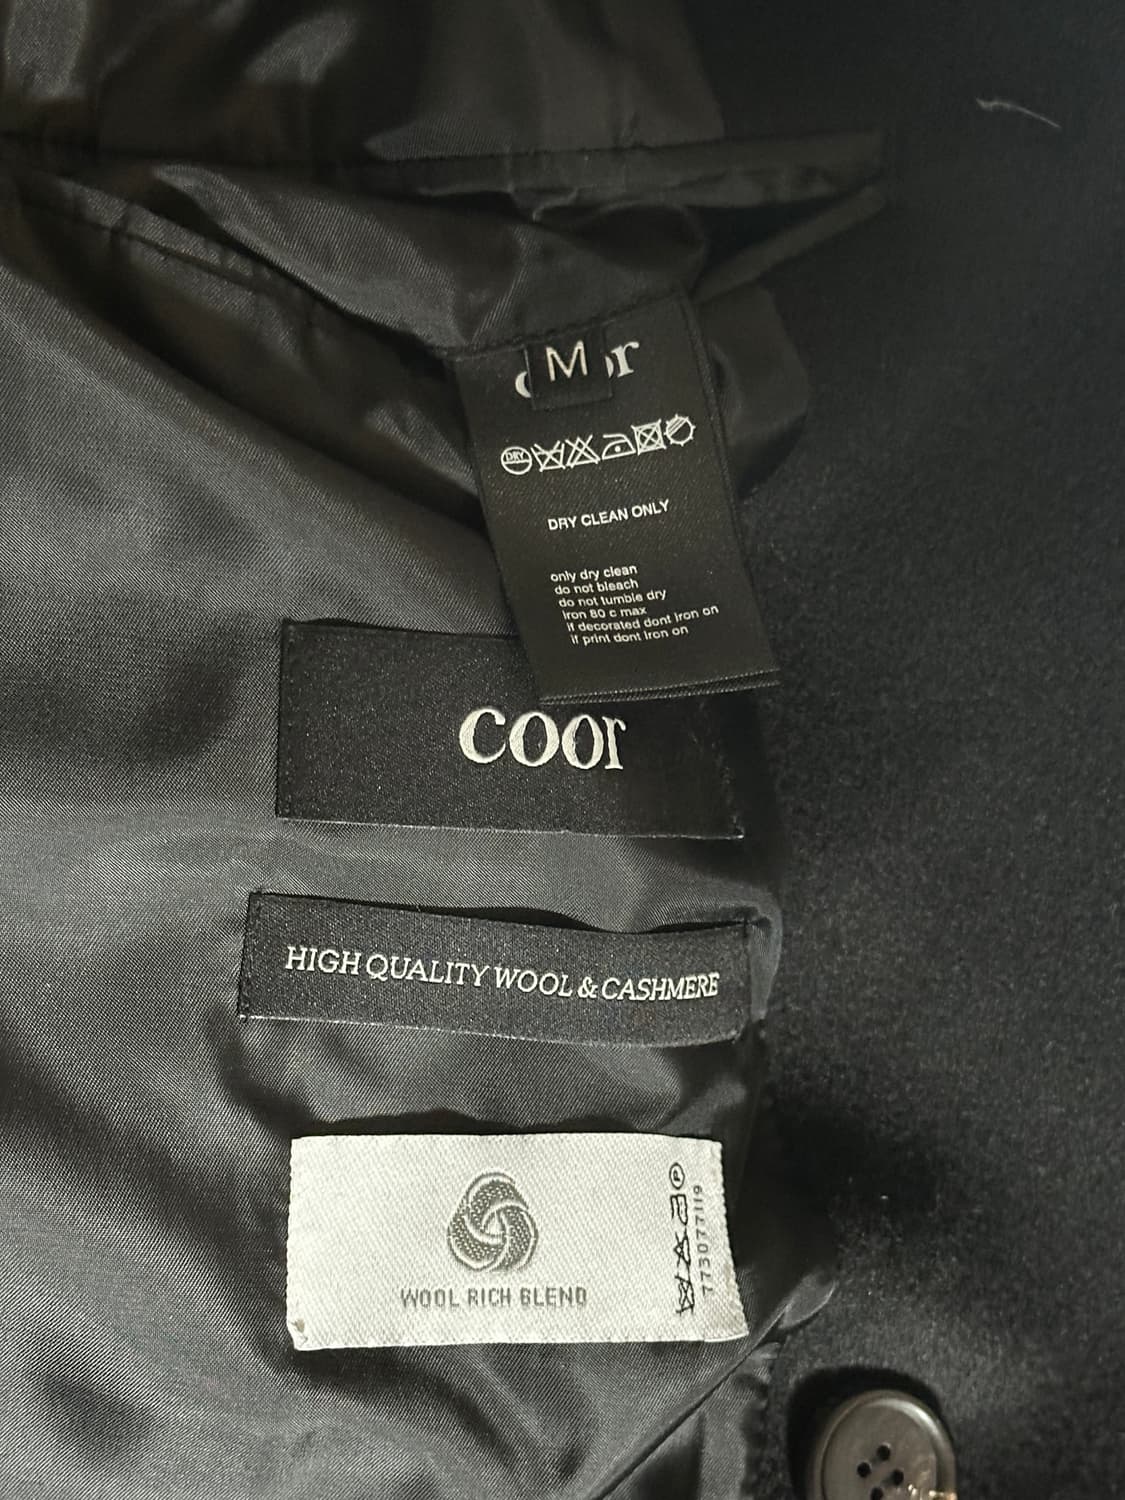 M
DRY
DRY CLEAN ONLY
only dry clean
do not bleach
do not tumble dry
iron 80 c max
if decorated dont iron on
if print dont iron on
coor
HIGH QUALITY WOOL & CASHMERE
WOOL RICH BLEND
P
773077119